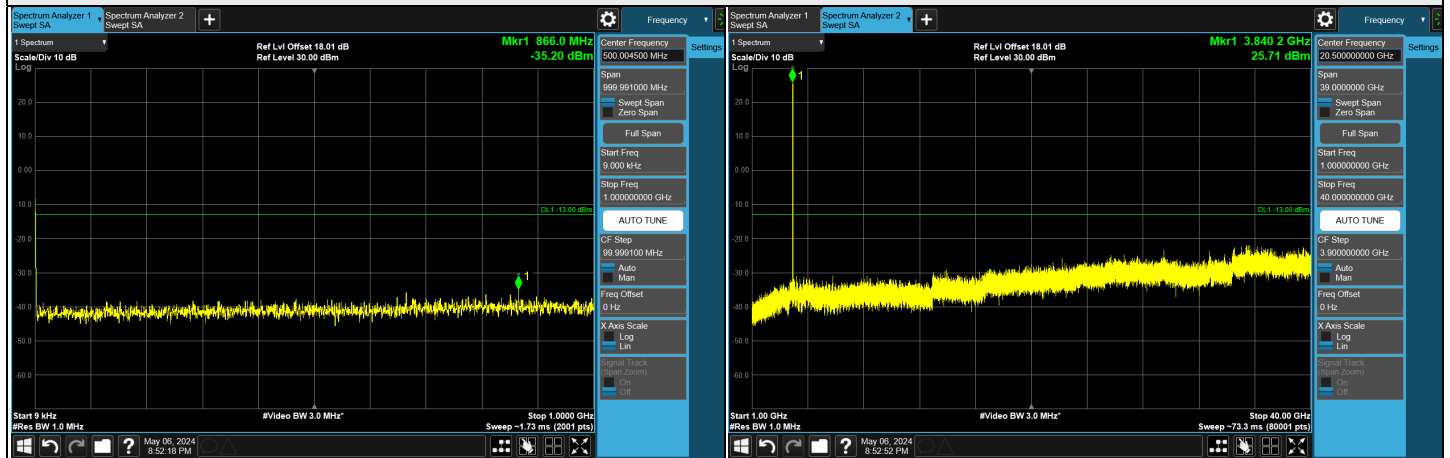 Spectrum Analyzer 1
Swept SA
Spectrum Analyzer 2
Swept SA
Frequency
1 Spectrum
Scale/Div 10 dB
Log
Ref Lvl Offset 18.01 dB
Ref Level 30.00 dBm
Mkr1 866.0 MHz
-35.20 dBm
1
20.0
10.0
0.00
-10.0
-20.0
-30.0
-40.0
-50.0
-60.0
DL1 -13.00 dBm
Start 9 kHz
#Res BW 1.0 MHz
#Video BW 3.0 MHz*
Stop 1.0000 GHz
Sweep ~1.73 ms (2001 pts)
Center Frequency
500.004500 MHz
Settings
Span
999.991000 MHz
Swept Span
Zero Span
Full Span
Start Freq
9.000 kHz
Stop Freq
1.000000000 GHz
AUTO TUNE
CF Step
99.999100 MHz
Auto
Man
Freq Offset
0 Hz
X Axis Scale
Log
Lin
Signal Track
(Span Zoom)
On
Off
?
May 06, 2024
8:52:18 PM
Spectrum Analyzer 1
Swept SA
Spectrum Analyzer 2
Swept SA
Frequency
1 Spectrum
Scale/Div 10 dB
Log
Ref Lvl Offset 18.01 dB
Ref Level 30.00 dBm
Mkr1 3.840 2 GHz
25.71 dBm
1
20.0
10.0
0.00
-10.0
-20.0
-30.0
-40.0
-50.0
-60.0
DL1 -13.00 dBm
Start 1.00 GHz
#Res BW 1.0 MHz
#Video BW 3.0 MHz*
Stop 40.00 GHz
Sweep ~73.3 ms (80001 pts)
Center Frequency
20.500000000 GHz
Settings
Span
39.0000000 GHz
Swept Span
Zero Span
Full Span
Start Freq
1.000000000 GHz
Stop Freq
40.000000000 GHz
AUTO TUNE
CF Step
3.900000000 GHz
Auto
Man
Freq Offset
0 Hz
X Axis Scale
Log
Lin
Signal Track
(Span Zoom)
On
Off
?
May 06, 2024
8:52:52 PM